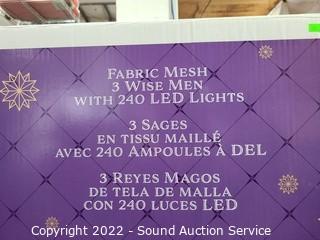 FABRIC MESH
3 WISE MEN
WITH 240 LED LIGHTS
3 SAGES
EN TISSU MAILLÉ
AVEC 240 AMPOULES À DEL
3 REYES MAGOS
DE TELA DE MALLA
CON 240 LUCES LED
Copyright 2022 - Sound Auction Service